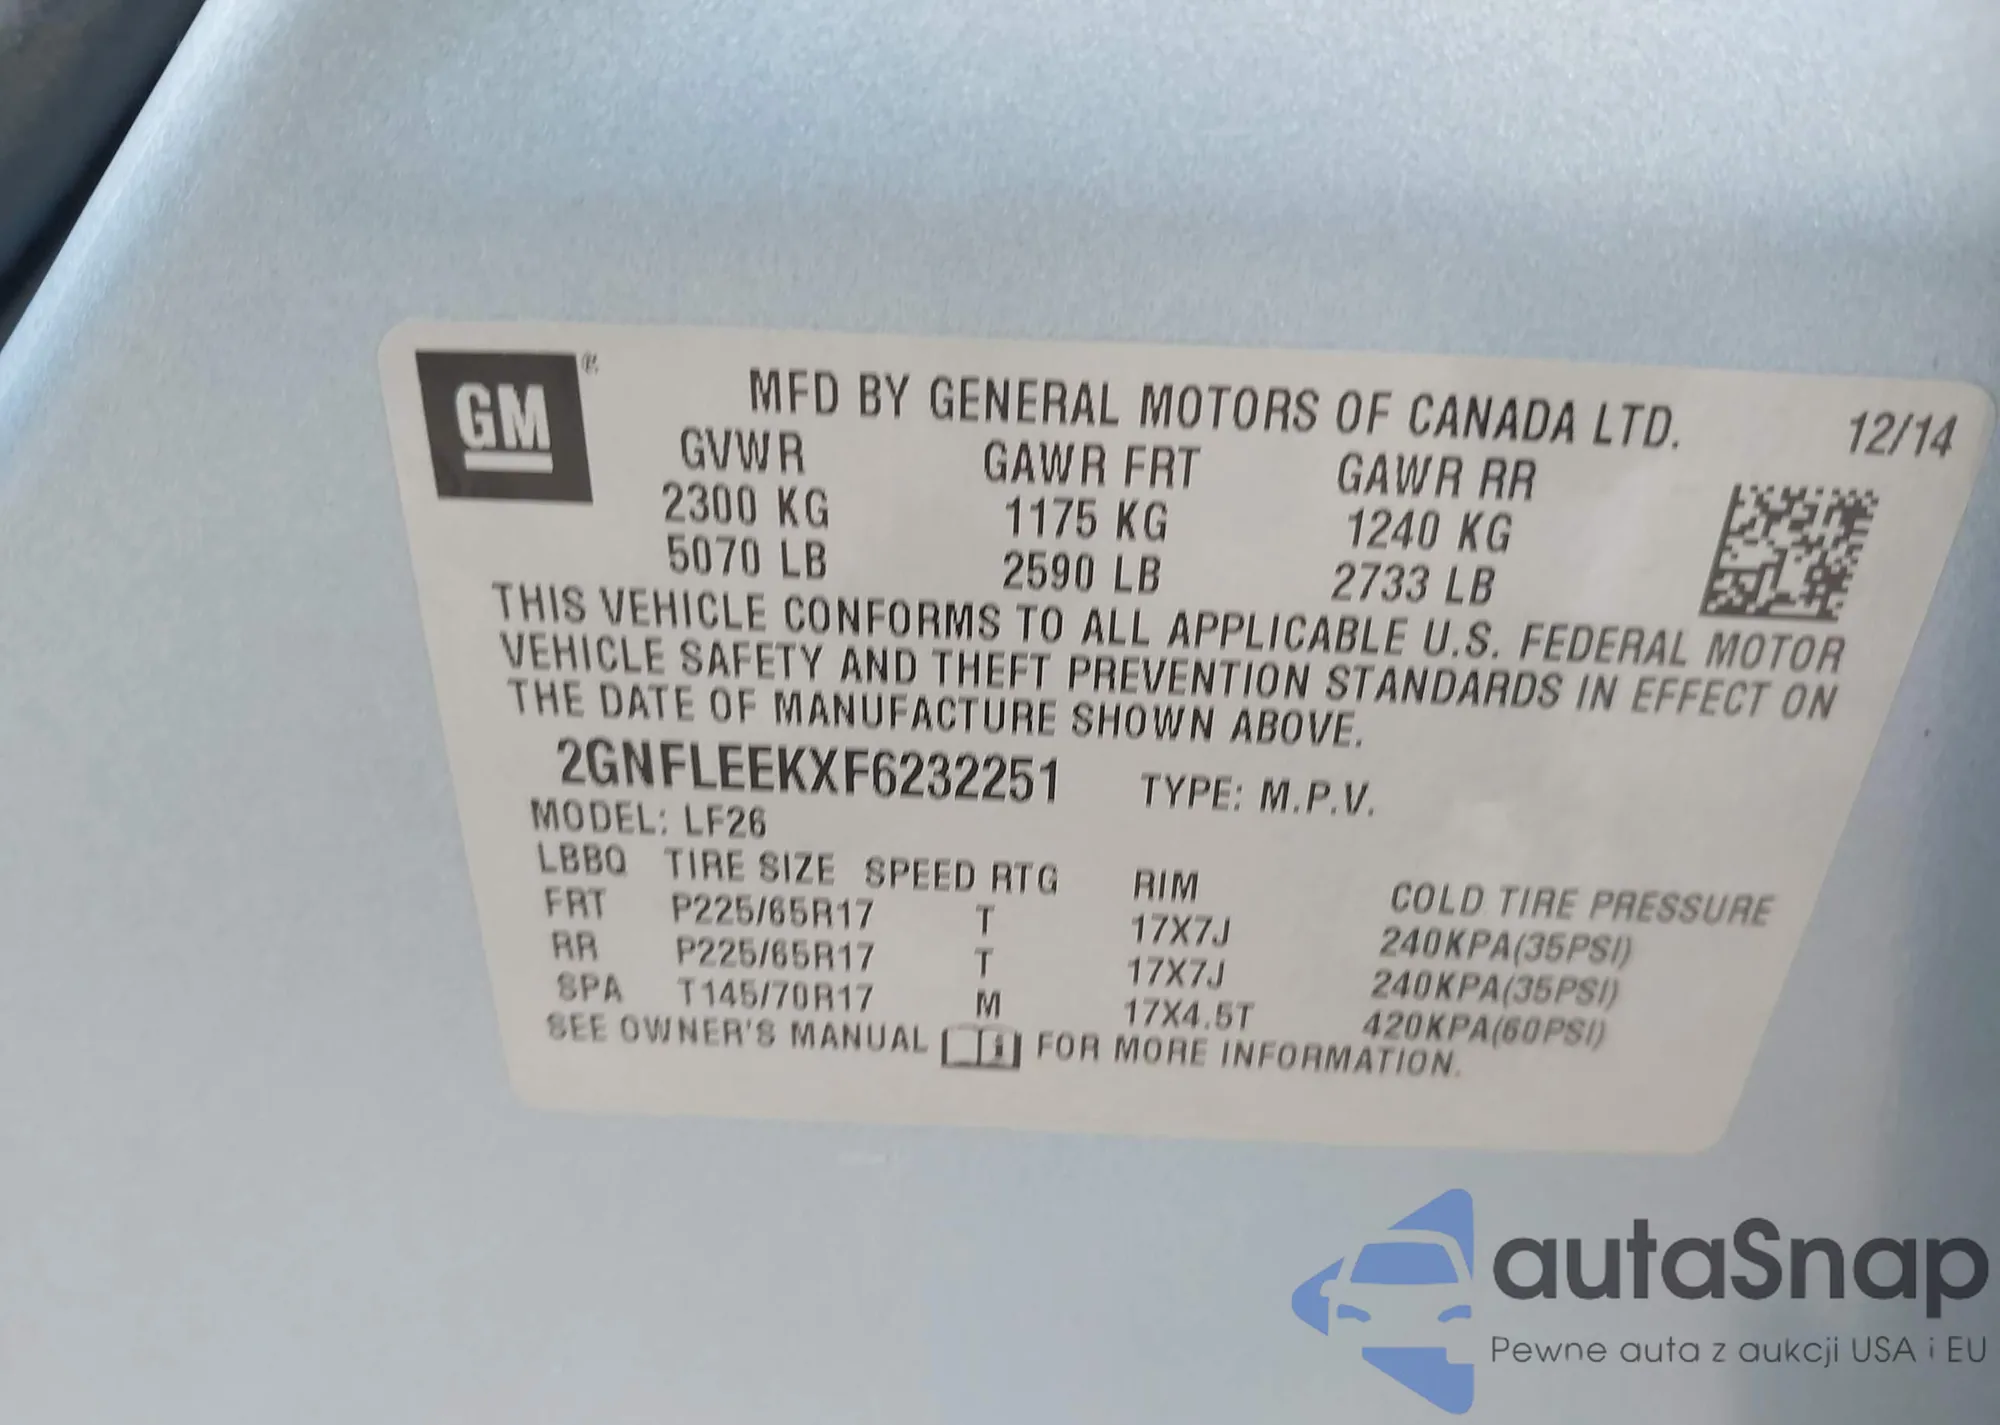 GM ®
MFD BY GENERAL MOTORS OF CANADA LTD. 12/14
GVWR GAWR FRT GAWR RR
2300 KG 1175 KG 1240 KG
5070 LB 2590 LB 2733 LB
THIS VEHICLE CONFORMS TO ALL APPLICABLE U.S. FEDERAL MOTOR
VEHICLE SAFETY AND THEFT PREVENTION STANDARDS IN EFFECT ON
THE DATE OF MANUFACTURE SHOWN ABOVE.
2GNFLEEKXF6232251 TYPE: M.P.V.
MODEL: LF26
LBBQ TIRE SIZE SPEED RTG RIM COLD TIRE PRESSURE
FRT P225/65R17 T 17X7J 240KPA(35PSI)
RR P225/65R17 T 17X7J 240KPA(35PSI)
SPA T145/70R17 M 17X4.5T 420KPA(60PSI)
SEE OWNER'S MANUAL FOR MORE INFORMATION.
autaSnap
Pewne auta z aukcji USA i EU